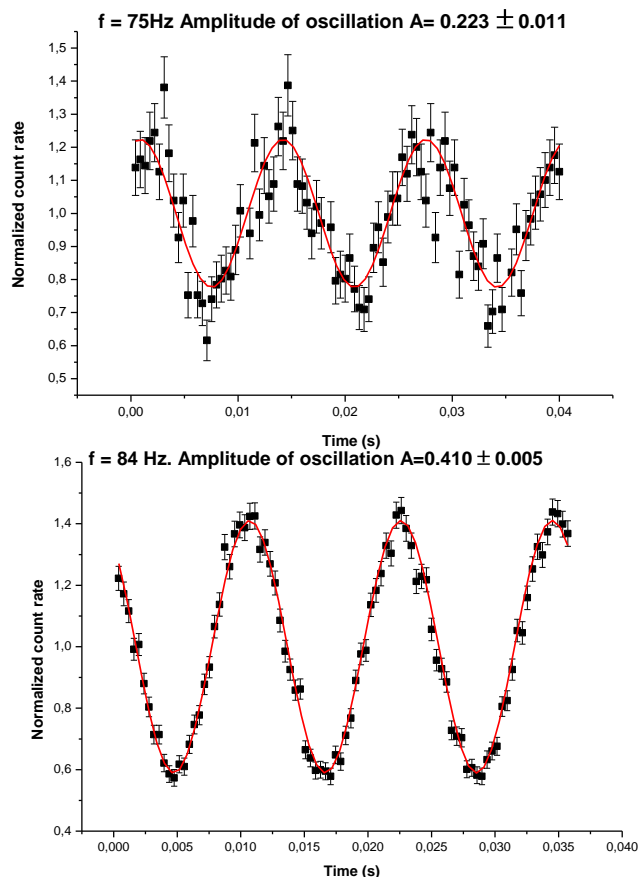 f = 75Hz Amplitude of oscillation A= 0.223 ± 0.011
1,5
1,4
1,3
1,2
1,1
1,0
0,9
0,8
0,7
0,6
0,5
Normalized count rate
0,00 0,01 0,02 0,03 0,04
Time (s)
f = 84 Hz. Amplitude of oscillation A=0.410 ± 0.005
1,6
1,4
1,2
1,0
0,8
0,6
0,4
Normalized count rate
0,000 0,005 0,010 0,015 0,020 0,025 0,030 0,035 0,040
Time (s)